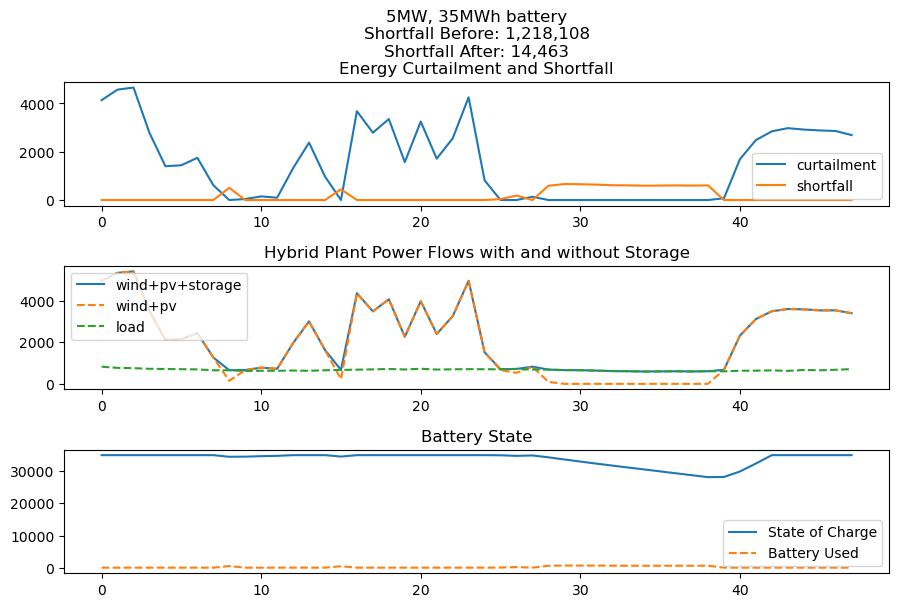 5MW, 35MWh battery
Shortfall Before: 1,218,108
Shortfall After: 14,463
Energy Curtailment and Shortfall
4000
2000
0
curtailment
shortfall
0 10 20 30 40
Hybrid Plant Power Flows with and without Storage
4000
2000
0
wind+pv+storage
wind+pv
load
0 10 20 30 40
Battery State
30000
20000
10000
0
State of Charge
Battery Used
0 10 20 30 40